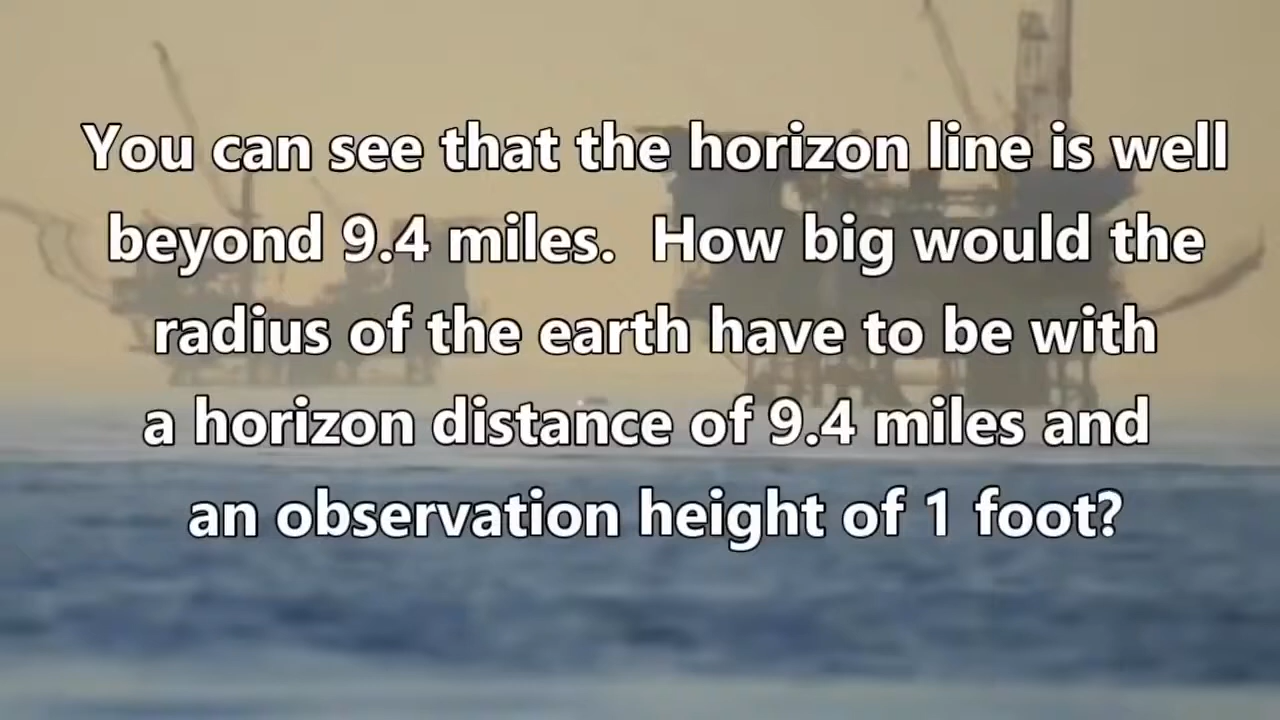 You can see that the horizon line is well
beyond 9.4 miles.  How big would the
radius of the earth have to be with
a horizon distance of 9.4 miles and
an observation height of 1 foot?